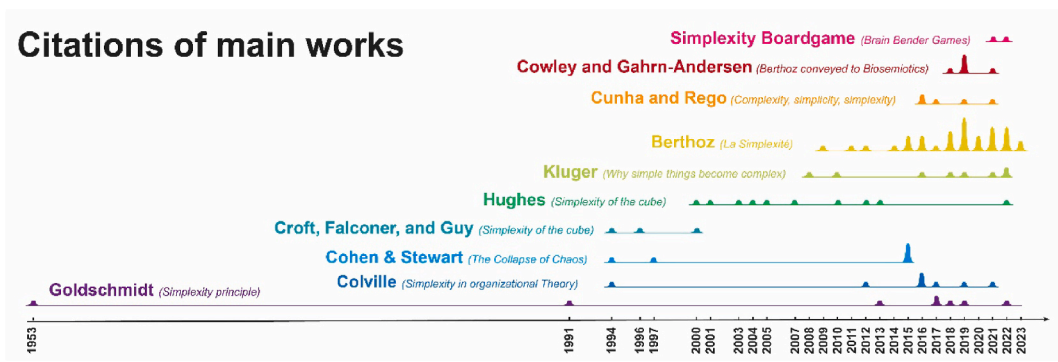 Citations of main works
Simplexity Boardgame (Brain Bender Games)
Cowley and Gahrn-Andersen (Berthoz conveyed to Biosemiotics)
Cunha and Rego (Complexity, simplicity, simplexity)
Berthoz (La Simplexité)
Kluger (Why simple things become complex)
Hughes (Simplexity of the cube)
Croft, Falconer, and Guy (Simplexity of the cube)
Cohen & Stewart (The Collapse of Chaos)
Colville (Simplexity in organizational Theory)
Goldschmidt (Simplexity principle)
1953
1991
1994
1996
1997
2000
2001
2003
2004
2005
2007
2008
2009
2010
2011
2012
2013
2014
2015
2016
2017
2018
2019
2020
2021
2022
2023